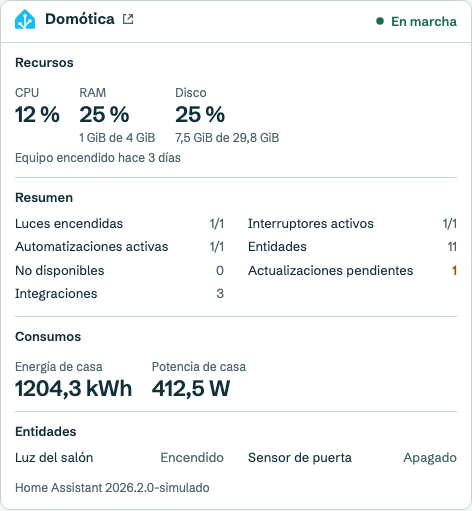 Domótica
En marcha
Recursos
CPU RAM Disco
12 % 25 % 25 %
1 GiB de 4 GiB 7,5 GiB de 29,8 GiB
Equipo encendido hace 3 días
Resumen
Luces encendidas 1/1 Interruptores activos 1/1
Automatizaciones activas 1/1 Entidades 11
No disponibles 0 Actualizaciones pendientes 1
Integraciones 3
Consumos
Energía de casa Potencia de casa
1204,3 kWh 412,5 W
Entidades
Luz del salón Encendido Sensor de puerta Apagado
Home Assistant 2026.2.0-simulado